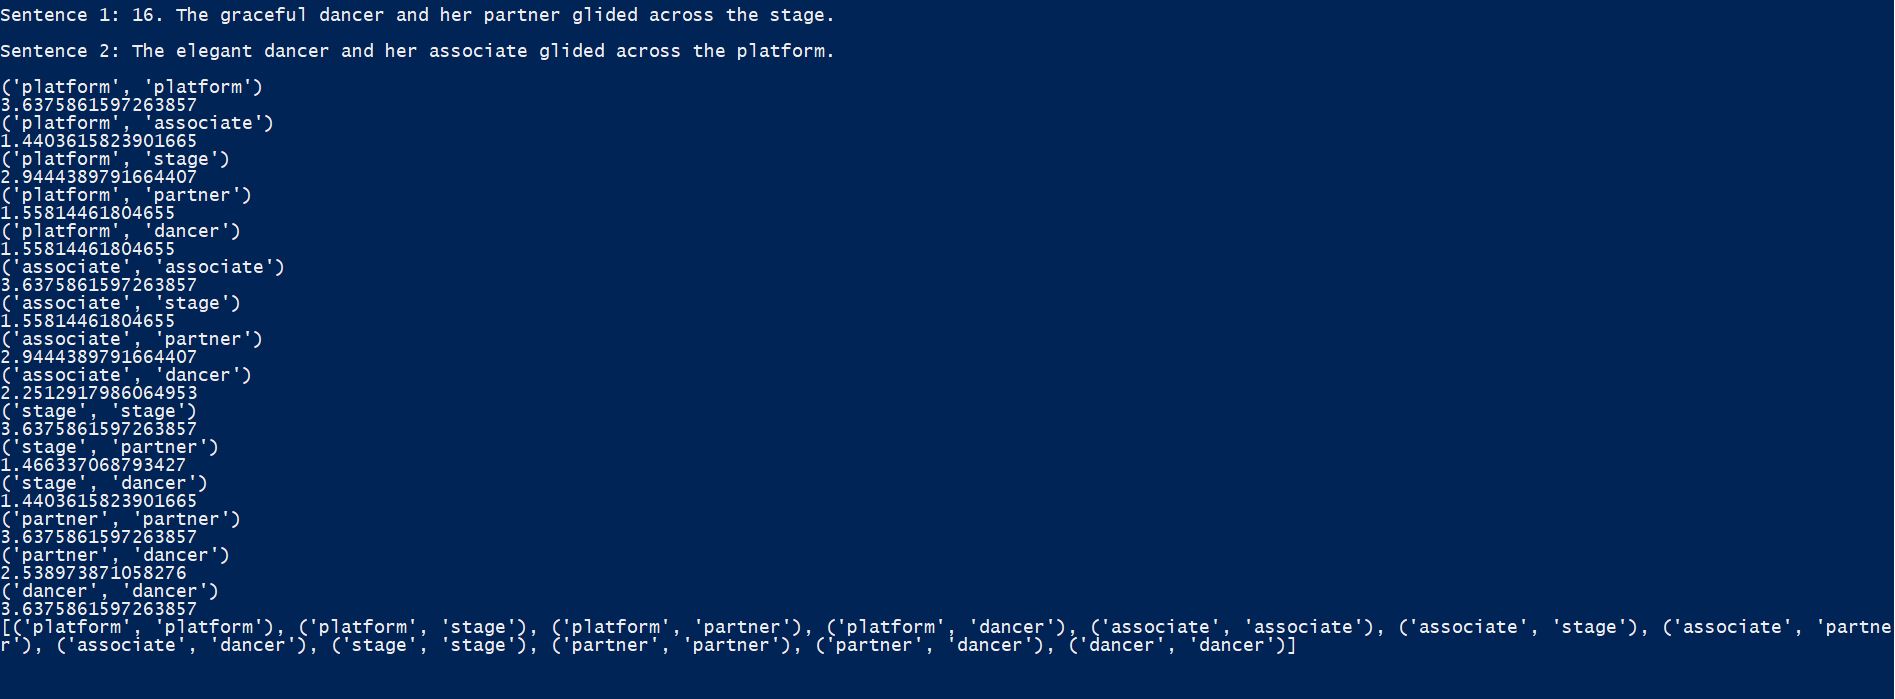 Sentence 1: 16. The graceful dancer and her partner glided across the stage.
Sentence 2: The elegant dancer and her associate glided across the platform.
('platform', 'platform')
3.6375861597263857
('platform', 'associate')
1.4403615823901665
('platform', 'stage')
2.9444389791664407
('platform', 'partner')
1.55814461804655
('platform', 'dancer')
1.55814461804655
('associate', 'associate')
3.6375861597263857
('associate', 'stage')
1.55814461804655
('associate', 'partner')
2.9444389791664407
('associate', 'dancer')
2.2512917986064953
('stage', 'stage')
3.6375861597263857
('stage', 'partner')
1.466337068793427
('stage', 'dancer')
1.4403615823901665
('partner', 'partner')
3.6375861597263857
('partner', 'dancer')
2.538973871058276
('dancer', 'dancer')
3.6375861597263857
[('platform', 'platform'), ('platform', 'stage'), ('platform', 'partner'), ('platform', 'dancer'), ('associate', 'associate'), ('associate', 'stage'), ('associate', 'partne
r'), ('associate', 'dancer'), ('stage', 'stage'), ('partner', 'partner'), ('partner', 'dancer'), ('dancer', 'dancer')]